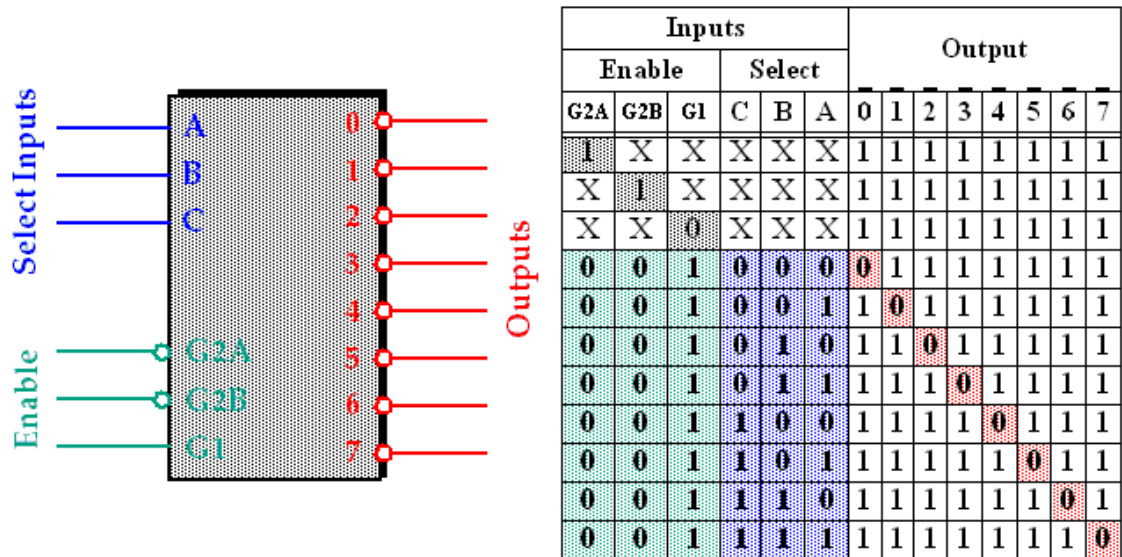 Select Inputs
Enable
A
B
C
G2A
G2B
G1
0
1
2
3
4
5
6
7
Outputs
Inputs Output
Enable Select
G2A G2B G1 C B A 0 1 2 3 4 5 6 7
1 X X X X X 1 1 1 1 1 1 1 1
X 1 X X X X 1 1 1 1 1 1 1 1
X X 0 X X X 1 1 1 1 1 1 1 1
0 0 1 0 0 0 0 1 1 1 1 1 1 1
0 0 1 0 0 1 1 0 1 1 1 1 1 1
0 0 1 0 1 0 1 1 0 1 1 1 1 1
0 0 1 0 1 1 1 1 1 0 1 1 1 1
0 0 1 1 0 0 1 1 1 1 0 1 1 1
0 0 1 1 0 1 1 1 1 1 1 0 1 1
0 0 1 1 1 0 1 1 1 1 1 1 0 1
0 0 1 1 1 1 1 1 1 1 1 1 1 0